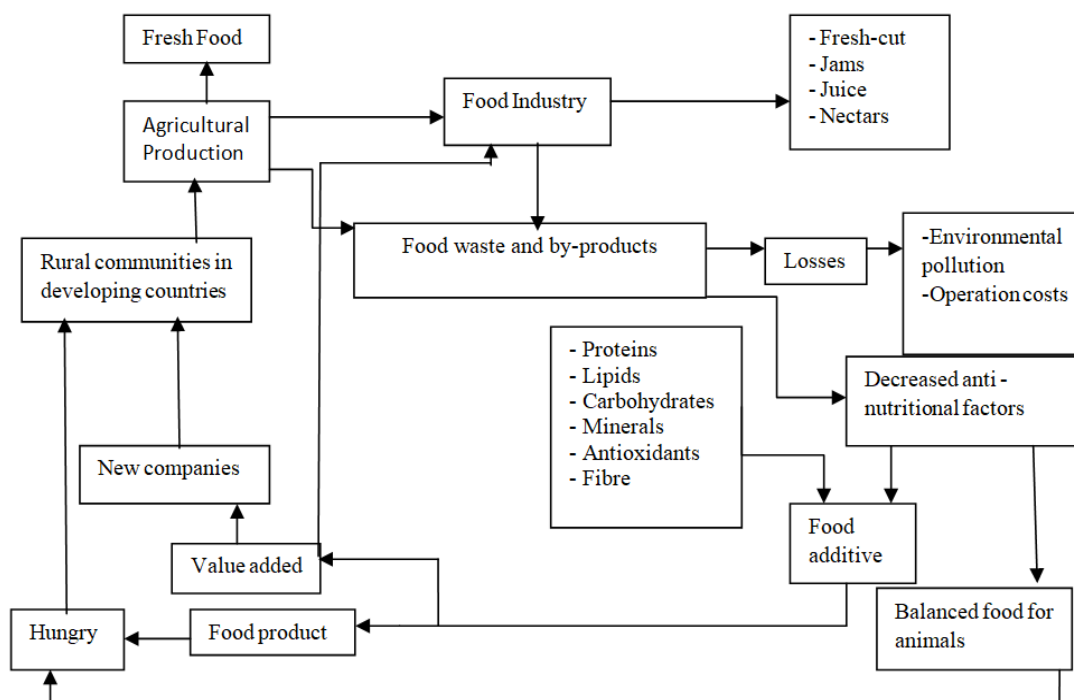 Fresh Food
Agricultural
Production
Food Industry
- Fresh-cut
- Jams
- Juice
- Nectars
Rural communities in
developing countries
Food waste and by-products
Losses
-Environmental
pollution
-Operation costs
- Proteins
- Lipids
- Carbohydrates
- Minerals
- Antioxidants
- Fibre
Decreased anti -
nutritional factors
New companies
Food
additive
Value added
Hungry
Food product
Balanced food for
animals